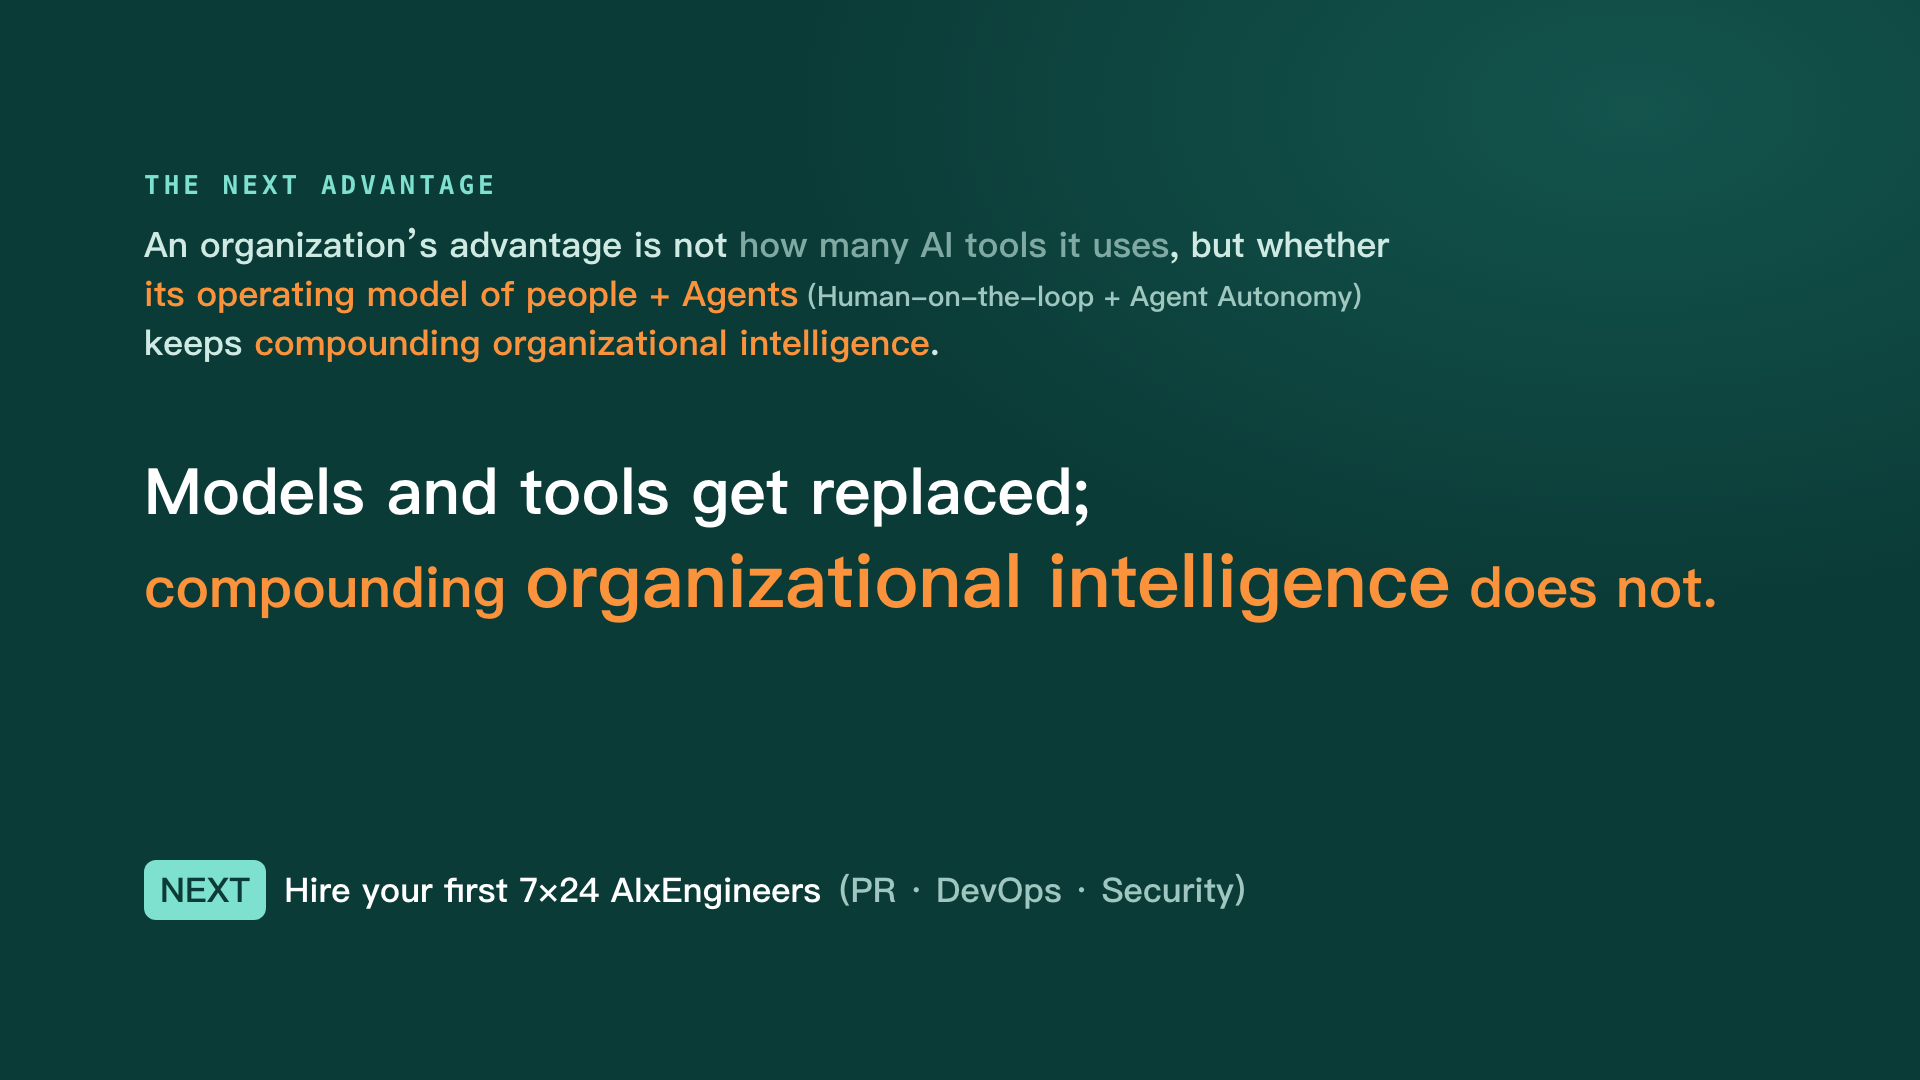 THE NEXT ADVANTAGE
An organization’s advantage is not how many AI tools it uses, but whether
its operating model of people + Agents (Human-on-the-loop + Agent Autonomy)
keeps compounding organizational intelligence.
Models and tools get replaced;
compounding organizational intelligence does not.
NEXT Hire your first 7×24 AIxEngineers (PR · DevOps · Security)